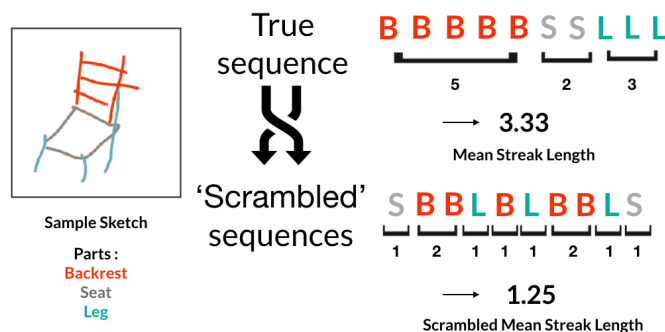 True
sequence
B B B B B S S L L L
5 2 3
3.33
Mean Streak Length
Sample Sketch
Parts :
Backrest
Seat
Leg
‘Scrambled’
sequences
S B B L B L B B L S
1 2 1 1 1 2 1 1
1.25
Scrambled Mean Streak Length